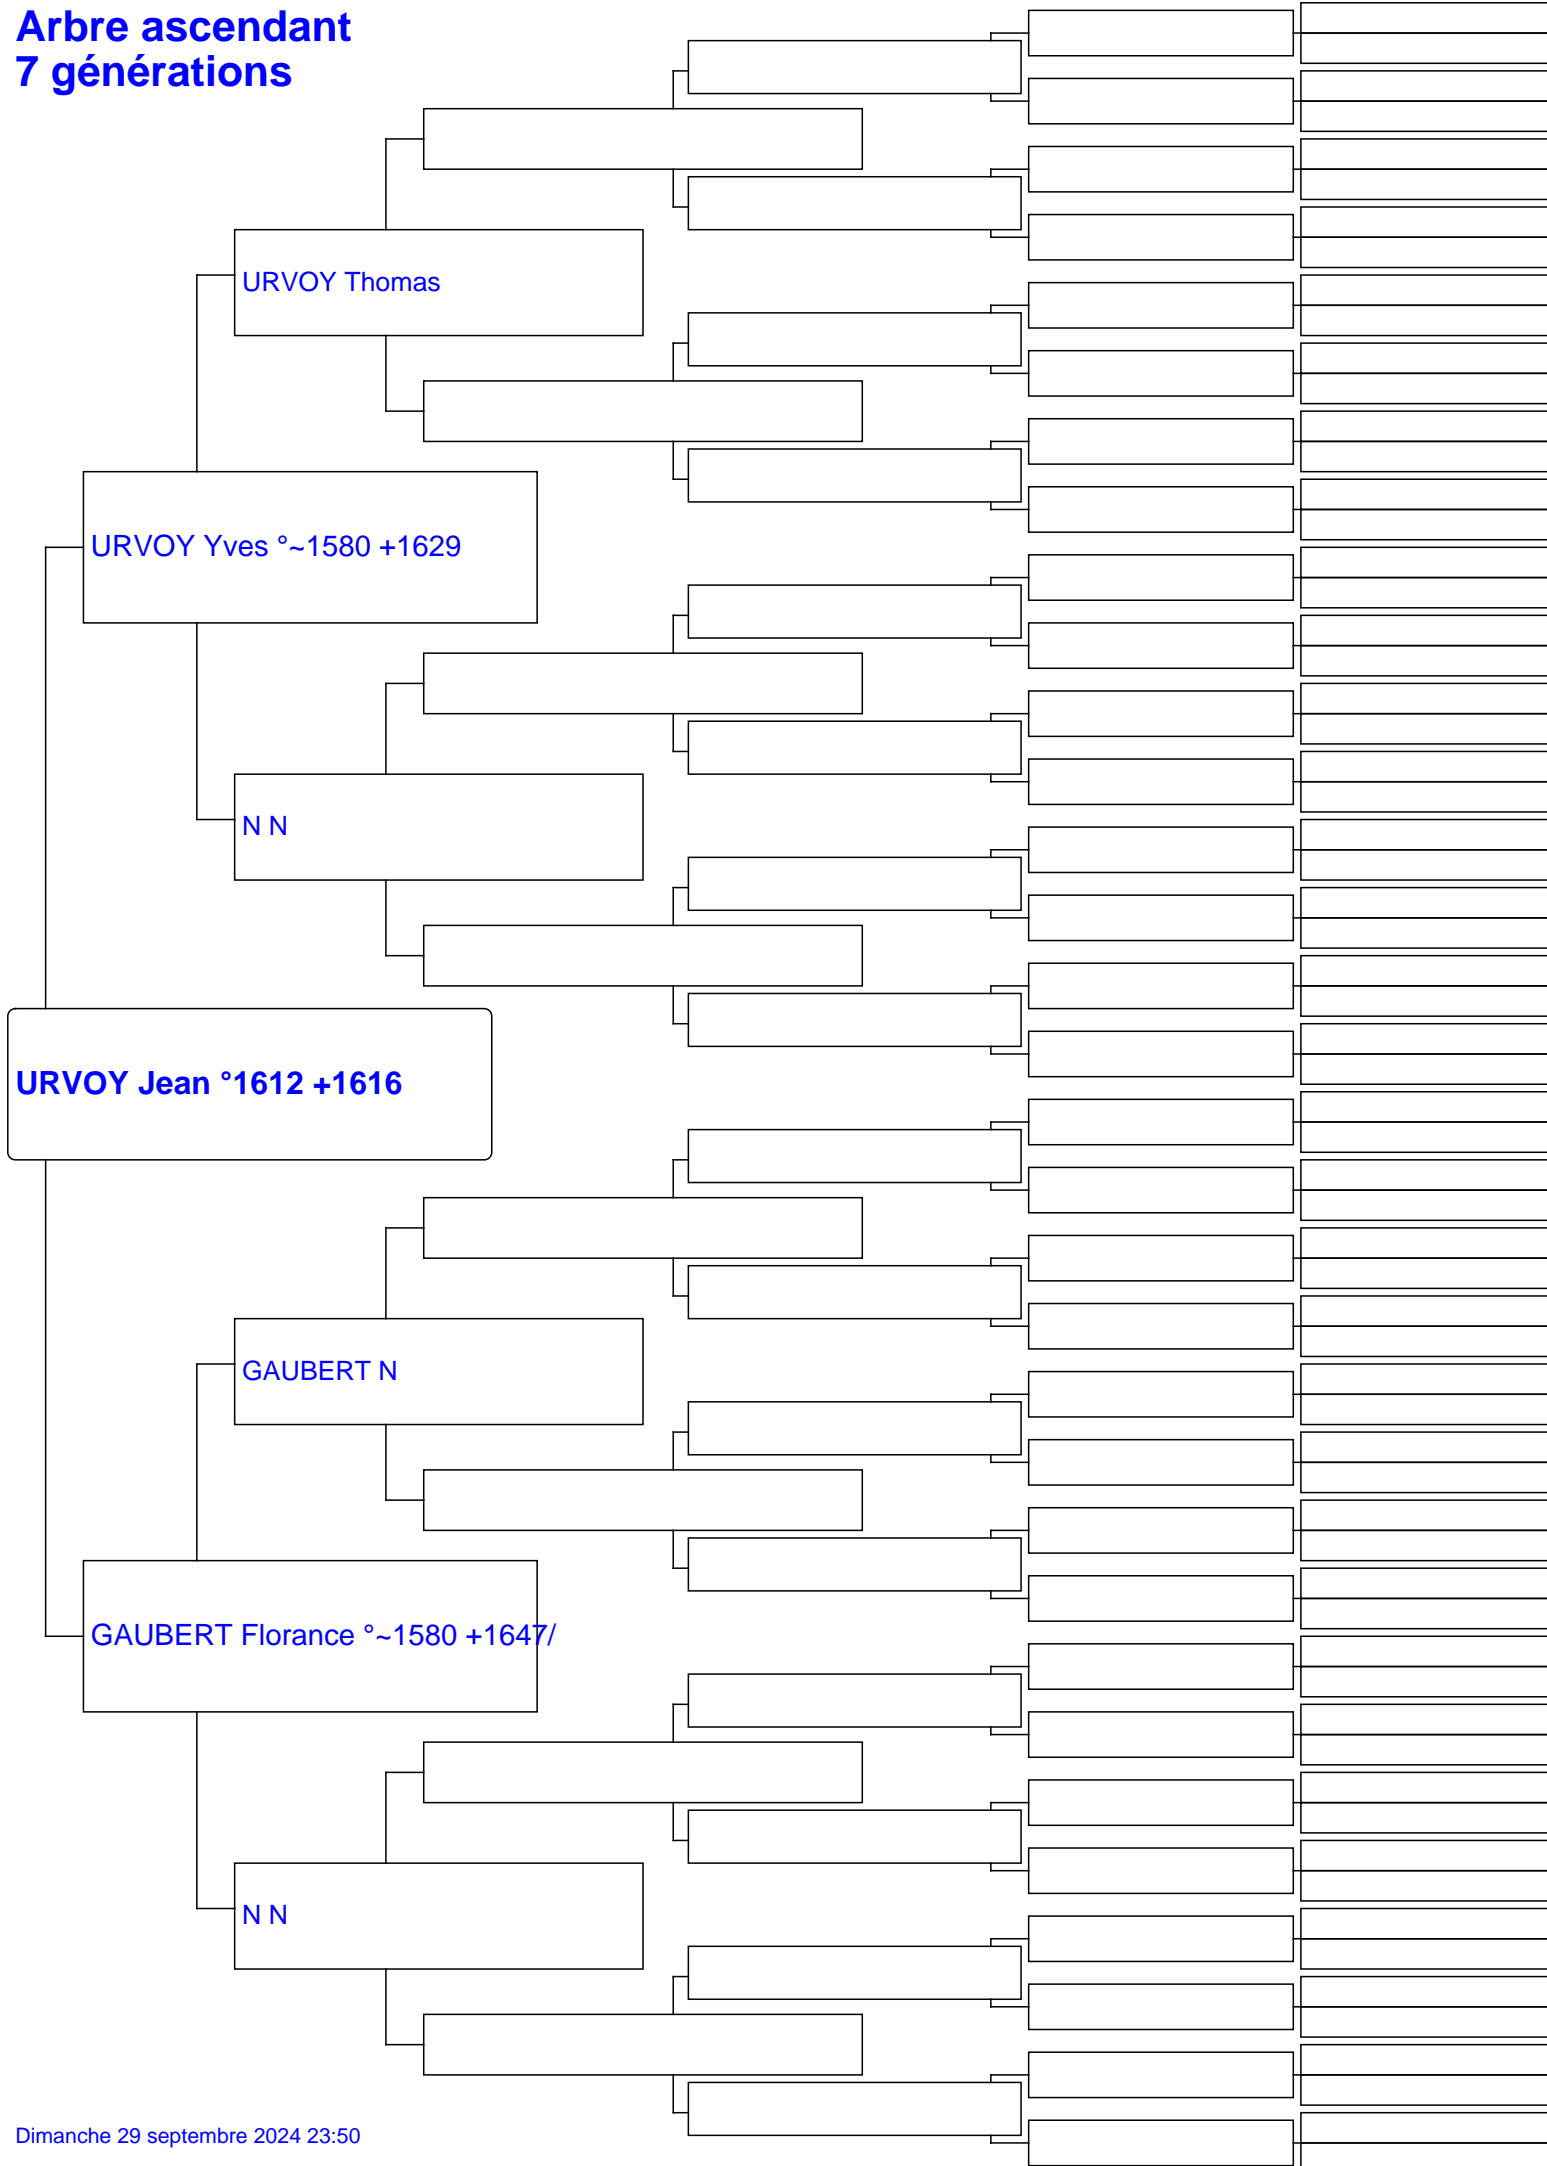 Arbre ascendant
7 générations
URVOY Thomas
URVOY Yves °~1580 +1629
N N
URVOY Jean °1612 +1616
GAUBERT N
GAUBERT Florance °~1580 +1647/
N N
Dimanche 29 septembre 2024 23:50